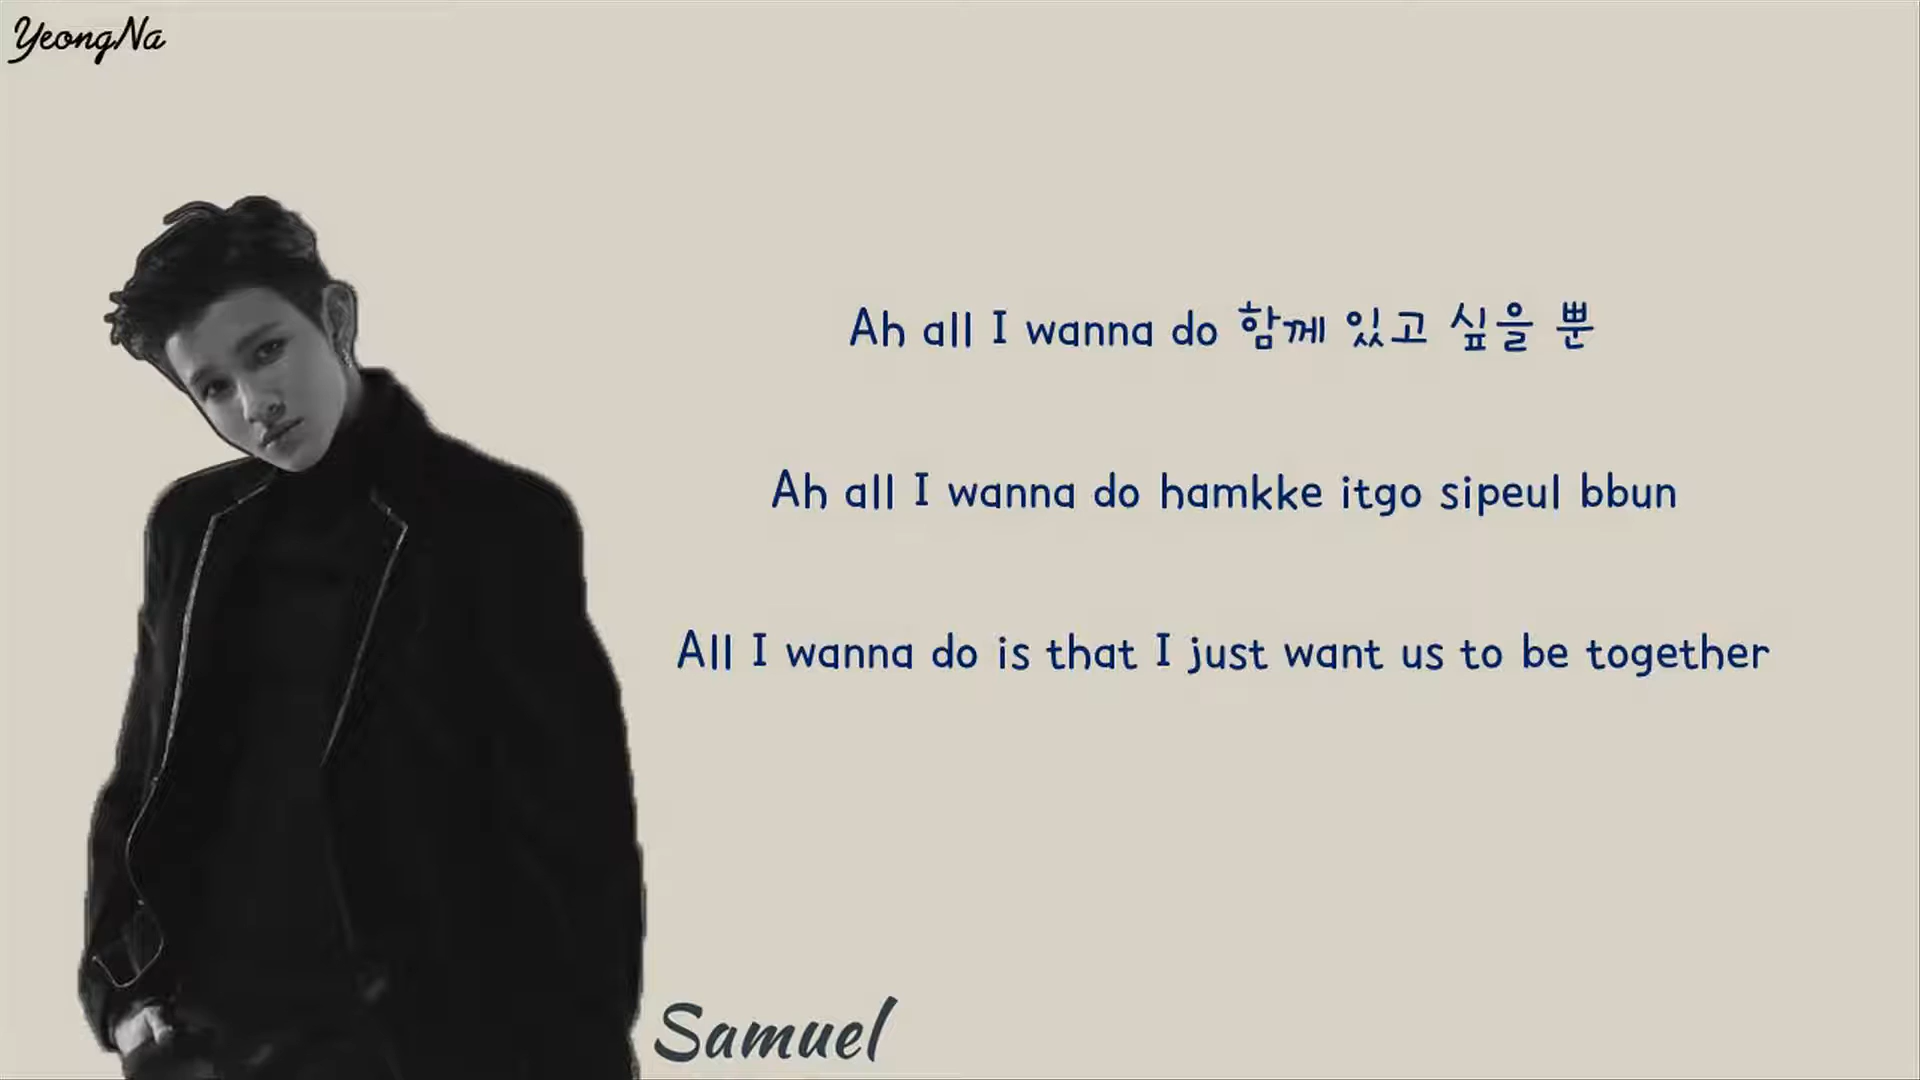 YeongNa
Ah all I wanna do 함께 있고 싶을 뿐
Ah all I wanna do hamkke itgo sipeul bbun
All I wanna do is that I just want us to be together
Samuel